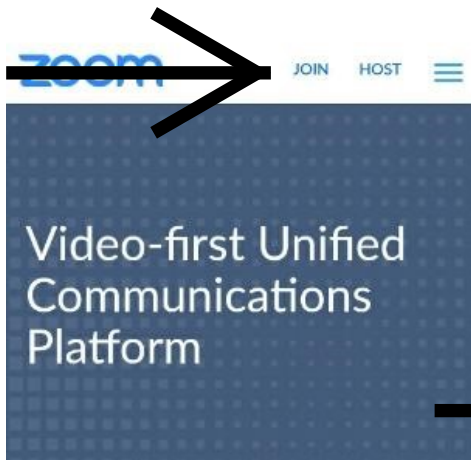 zoom
JOIN HOST
Video-first Unified
Communications
Platform